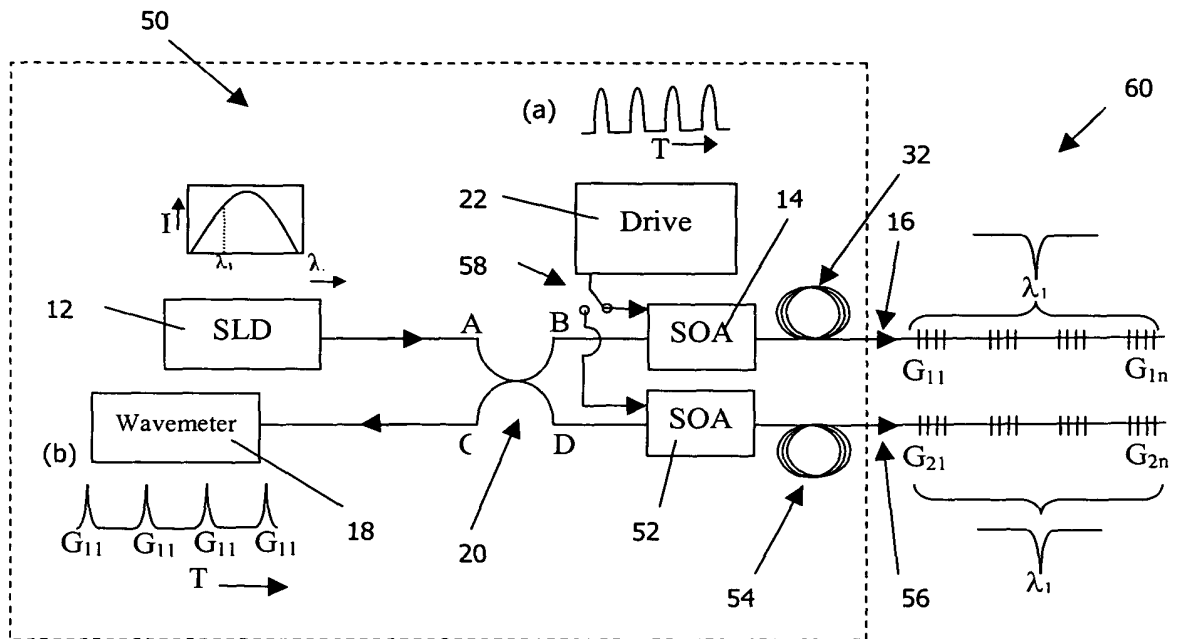 50
60
(a)
T
32
22
Drive
14
16
I
λ₁
λ.
58
λ₁
12
SLD
A
B
SOA
G₁₁
G₁ₙ
Wavemeter
C
D
SOA
G₂₁
G₂ₙ
(b)
18
20
52
54
56
G₁₁ G₁₁ G₁₁ G₁₁
T
λ₁